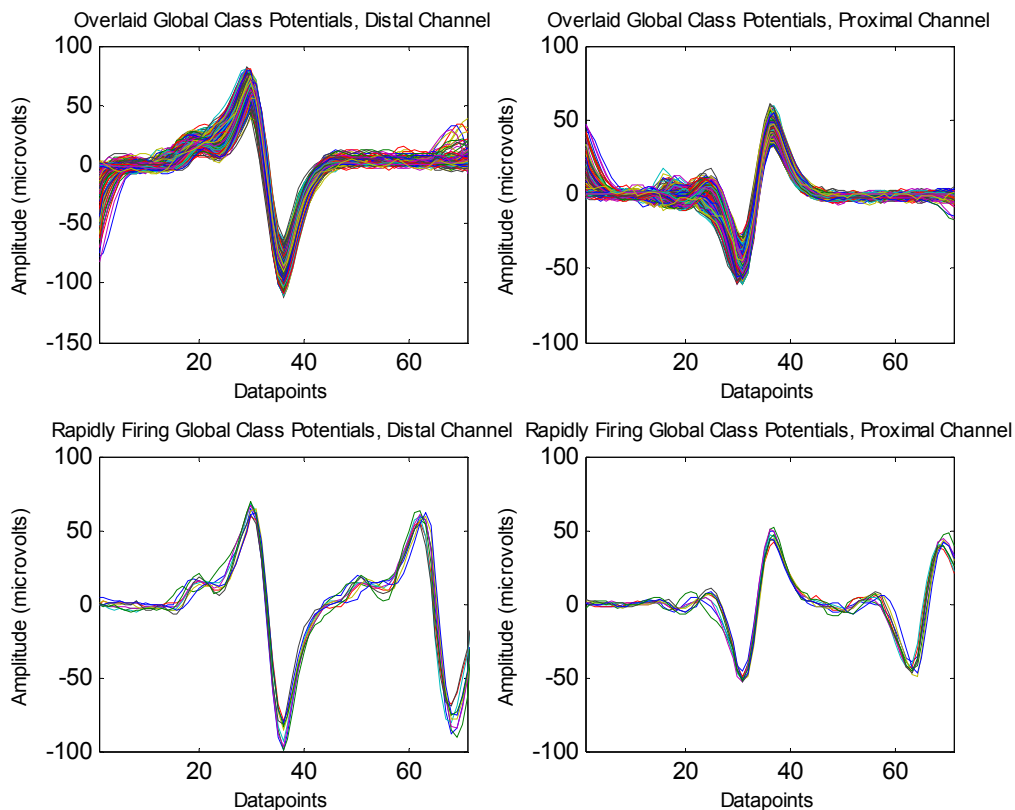 Overlaid Global Class Potentials, Distal Channel
100
50
0
-50
-100
-150
Amplitude (microvolts)
20
40
60
Datapoints
Overlaid Global Class Potentials, Proximal Channel
100
50
0
-50
-100
Amplitude (microvolts)
20
40
60
Datapoints
Rapidly Firing Global Class Potentials, Distal Channel
100
50
0
-50
-100
Amplitude (microvolts)
20
40
60
Datapoints
Rapidly Firing Global Class Potentials, Proximal Channel
100
50
0
-50
-100
Amplitude (microvolts)
20
40
60
Datapoints